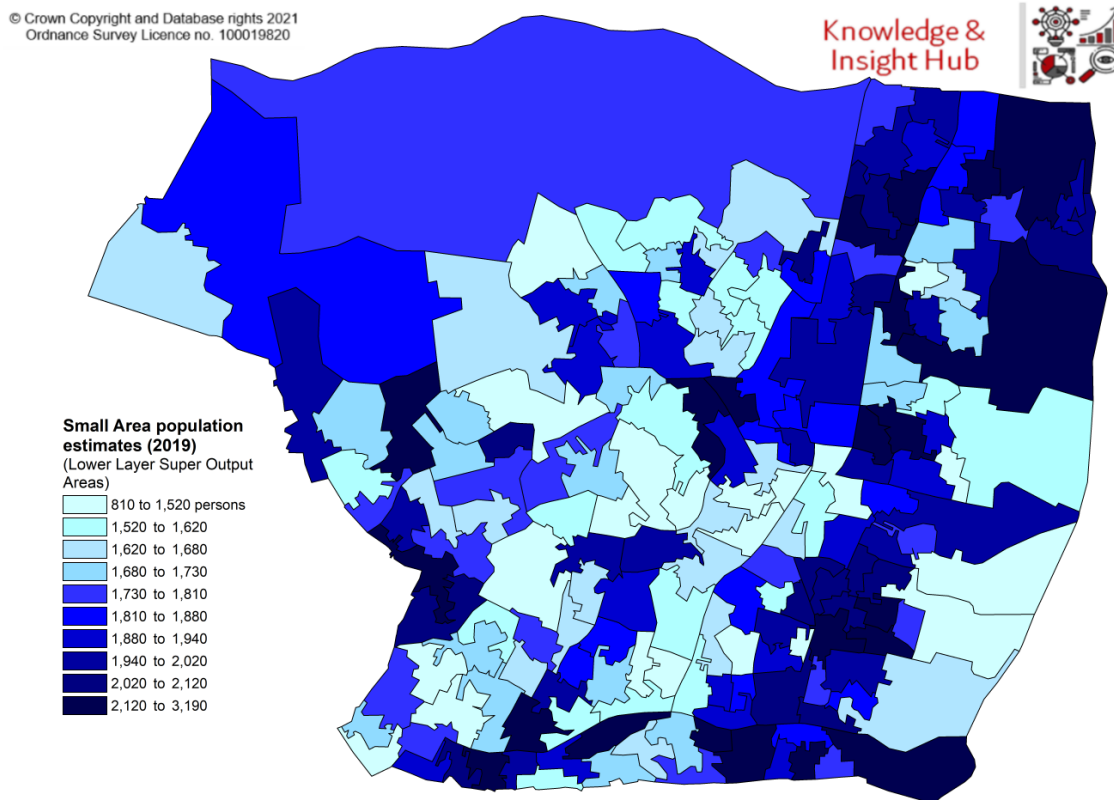 © Crown Copyright and Database rights 2021
Ordnance Survey Licence no. 100019820
Knowledge &
Insight Hub
Small Area population
estimates (2019)
(Lower Layer Super Output
Areas)
810 to 1,520 persons
1,520 to 1,620
1,620 to 1,680
1,680 to 1,730
1,730 to 1,810
1,810 to 1,880
1,880 to 1,940
1,940 to 2,020
2,020 to 2,120
2,120 to 3,190